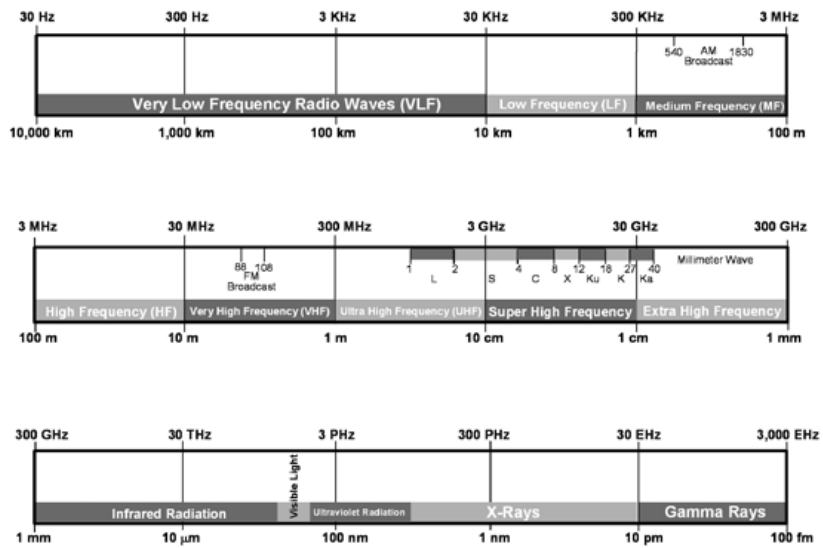 30 Hz 300 Hz 3 KHz 30 KHz 300 KHz 3 MHz
540 AM 1830
Broadcast
Very Low Frequency Radio Waves (VLF) Low Frequency (LF) Medium Frequency (MF)
10,000 km 1,000 km 100 km 10 km 1 km 100 m
3 MHz 30 MHz 300 MHz 3 GHz 30 GHz 300 GHz
Millimeter Wave
88 108 1 2 4 8 12 18 27 40
FM L S C X Ku K Ka
Broadcast
High Frequency (HF) Very High Frequency (VHF) Ultra High Frequency (UHF) Super High Frequency Extra High Frequency
100 m 10 m 1 m 10 cm 1 cm 1 mm
300 GHz 30 THz 3 PHz 300 PHz 30 EHz 3,000 EHz
Visible Light
Infrared Radiation Ultraviolet Radiation X-Rays Gamma Rays
1 mm 10 μm 100 nm 1 nm 10 pm 100 fm